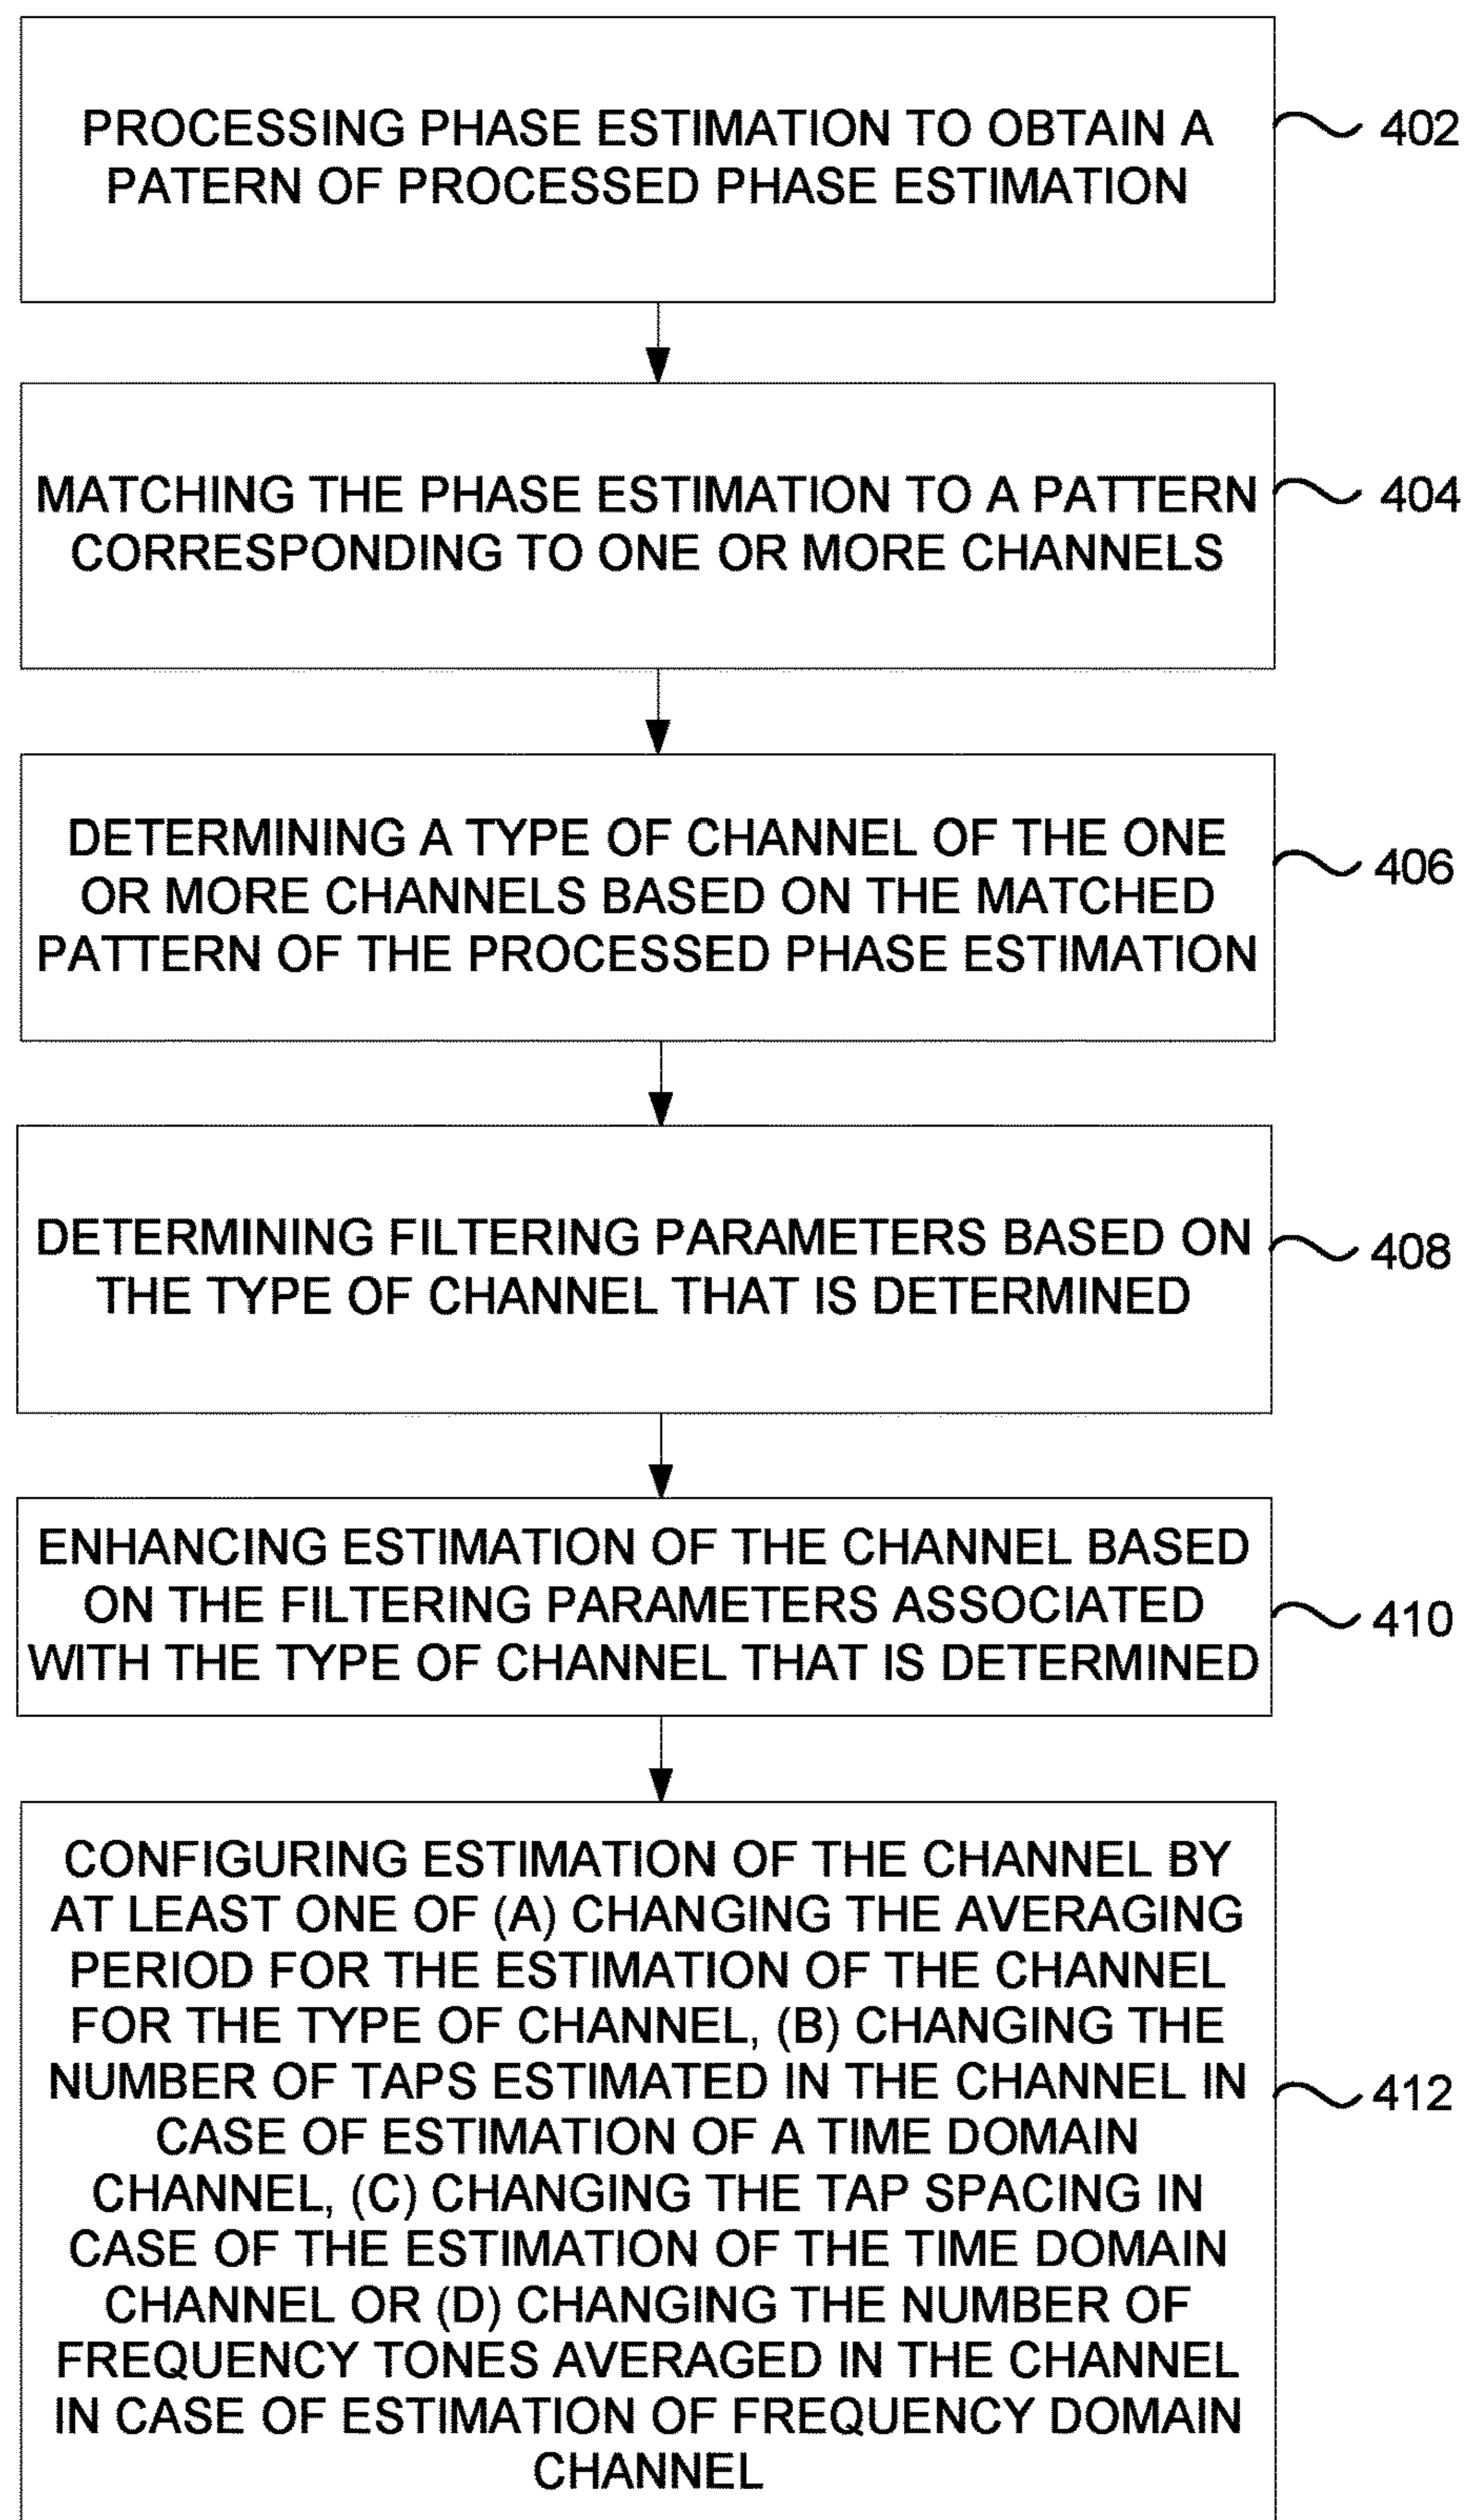 PROCESSING PHASE ESTIMATION TO OBTAIN A
PATERN OF PROCESSED PHASE ESTIMATION
402
MATCHING THE PHASE ESTIMATION TO A PATTERN
CORRESPONDING TO ONE OR MORE CHANNELS
404
DETERMINING A TYPE OF CHANNEL OF THE ONE
OR MORE CHANNELS BASED ON THE MATCHED
PATTERN OF THE PROCESSED PHASE ESTIMATION
406
DETERMINING FILTERING PARAMETERS BASED ON
THE TYPE OF CHANNEL THAT IS DETERMINED
408
ENHANCING ESTIMATION OF THE CHANNEL BASED
ON THE FILTERING PARAMETERS ASSOCIATED
WITH THE TYPE OF CHANNEL THAT IS DETERMINED
410
CONFIGURING ESTIMATION OF THE CHANNEL BY
AT LEAST ONE OF (A) CHANGING THE AVERAGING
PERIOD FOR THE ESTIMATION OF THE CHANNEL
FOR THE TYPE OF CHANNEL, (B) CHANGING THE
NUMBER OF TAPS ESTIMATED IN THE CHANNEL IN
CASE OF ESTIMATION OF A TIME DOMAIN
CHANNEL, (C) CHANGING THE TAP SPACING IN
CASE OF THE ESTIMATION OF THE TIME DOMAIN
CHANNEL OR (D) CHANGING THE NUMBER OF
FREQUENCY TONES AVERAGED IN THE CHANNEL
IN CASE OF ESTIMATION OF FREQUENCY DOMAIN
CHANNEL
412